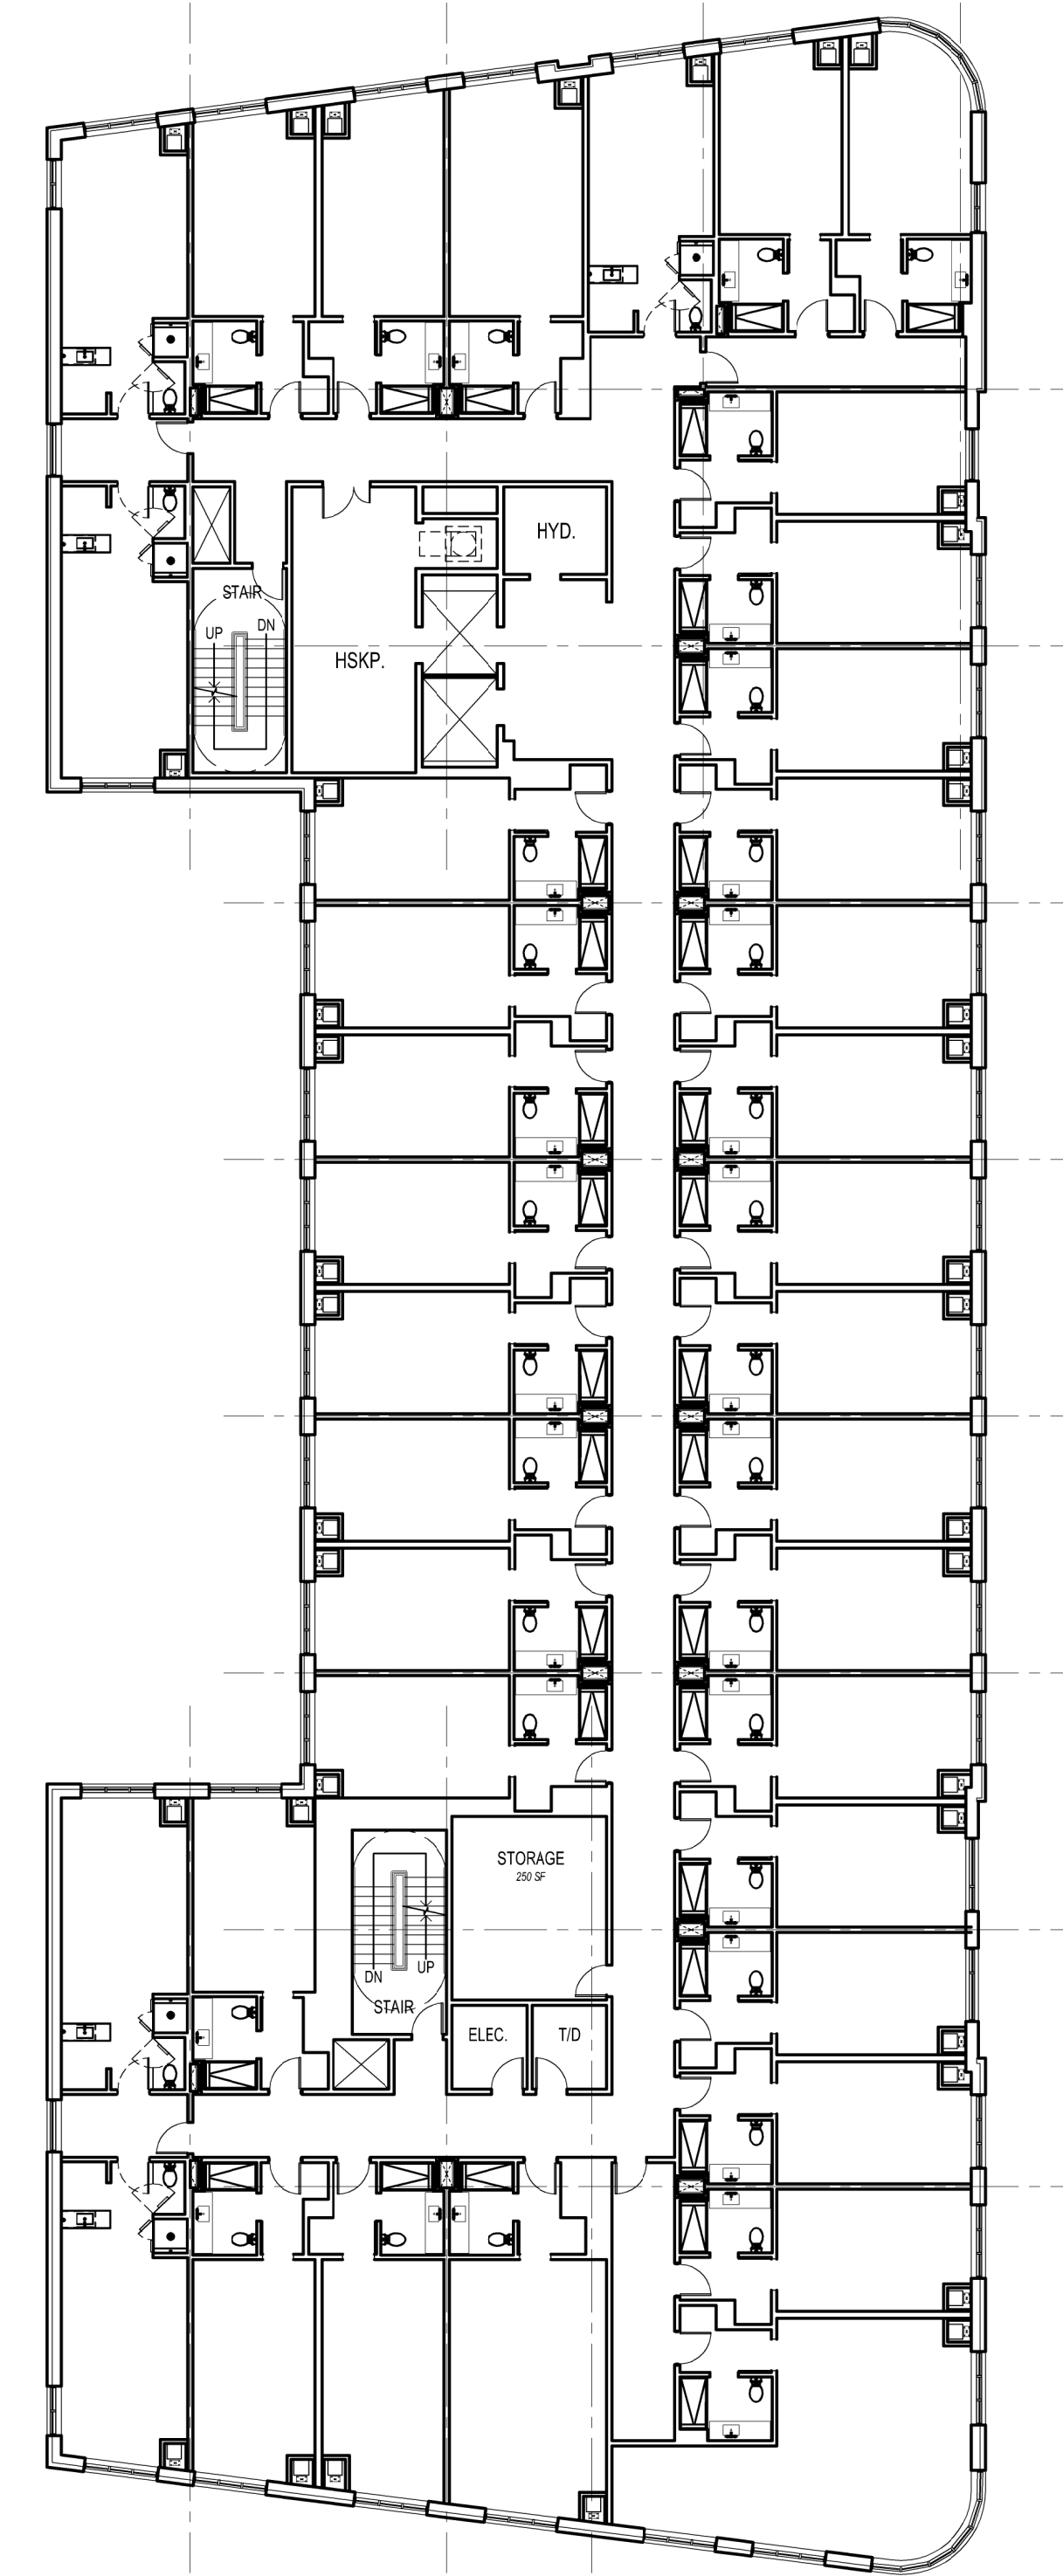 HYD.
STAIR
UP
DN
HSKP.
STORAGE
250 SF
DN
UP
STAIR
ELEC.
T/D